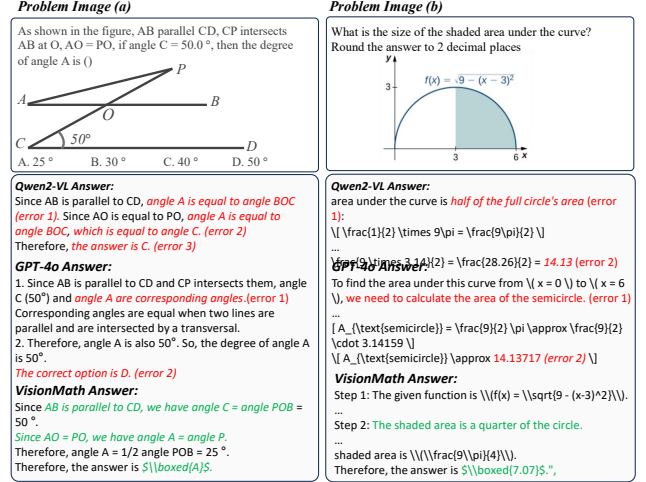 Problem Image (a)
As shown in the figure, AB parallel CD, CP intersects
AB at O, AO = PO, if angle C = 50.0 °, then the degree
of angle A is ()
P
A
B
O
C
50°
D
A. 25 °   B. 30 °   C. 40 °   D. 50 °
Qwen2-VL Answer:
Since AB is parallel to CD, angle A is equal to angle BOC
(error 1). Since AO is equal to PO, angle A is equal to
angle BOC, which is equal to angle C. (error 2)
Therefore, the answer is C. (error 3)
GPT-4o Answer:
1. Since AB is parallel to CD and CP intersects them, angle
C (50°) and angle A are corresponding angles.(error 1)
Corresponding angles are equal when two lines are
parallel and are intersected by a transversal.
2. Therefore, angle A is also 50°. So, the degree of angle A
is 50°.
The correct option is D. (error 2)
VisionMath Answer:
Since AB is parallel to CD, we have angle C = angle POB =
50 °.
Since AO = PO, we have angle A = angle P.
Therefore, angle A = 1/2 angle POB = 25 °.
Therefore, the answer is $\\boxed{A}$.
Problem Image (b)
What is the size of the shaded area under the curve?
Round the answer to 2 decimal places
y
f(x) = √9 − (x − 3)²
3
3
6 x
Qwen2-VL Answer:
area under the curve is half of the full circle's area (error
1):
\[ \frac{1}{2} \times 9\pi = \frac{9\pi}{2} \]
...
\frac{9\times 3.14}{2} = \frac{28.26}{2} = 14.13 (error 2)
GPT-4o Answer:
To find the area under this curve from \( x = 0 \) to \( x = 6
\), we need to calculate the area of the semicircle. (error 1)
...
[ A_{\text{semicircle}} = \frac{9}{2} \pi \approx \frac{9}{2}
\cdot 3.14159 \]
\[ A_{\text{semicircle}} \approx 14.13717 (error 2) \]
VisionMath Answer:
Step 1: The given function is \\(f(x) = \\sqrt{9 - (x-3)^2}\\).
...
Step 2: The shaded area is a quarter of the circle.
...
shaded area is \\(\\frac{9\\pi}{4}\\).
Therefore, the answer is $\\boxed{7.07}$.",